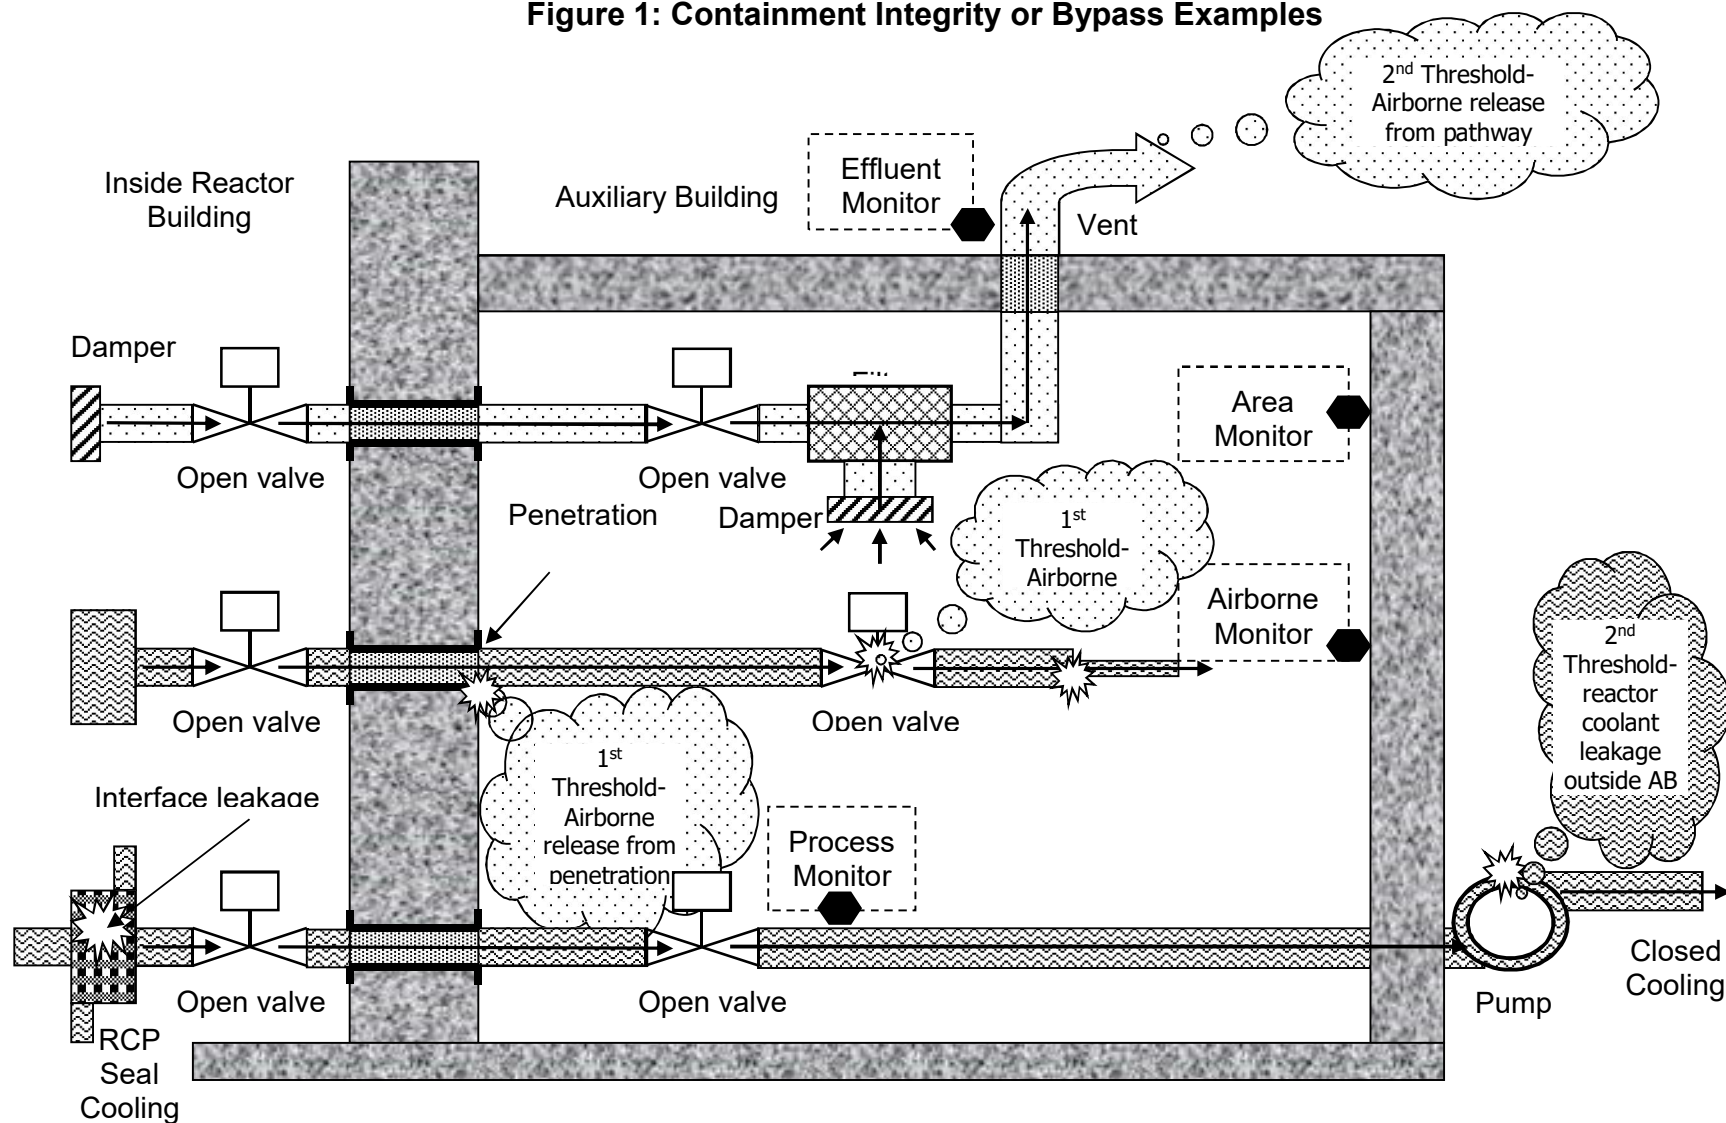 Figure 1: Containment Integrity or Bypass Examples
2nd Threshold-
Airborne release
from pathway
Effluent
Monitor
Inside Reactor
Building
Auxiliary Building
Vent
Damper
Area
Monitor
Open valve
Open valve
Penetration
Damper
1st
Threshold-
Airborne
Airborne
Monitor
2nd
Threshold-
reactor
coolant
leakage
outside AB
Open valve
Open valve
1st
Threshold-
Airborne
release from
penetration
Interface leakage
Process
Monitor
Closed
Cooling
Open valve
Open valve
Pump
RCP
Seal
Cooling